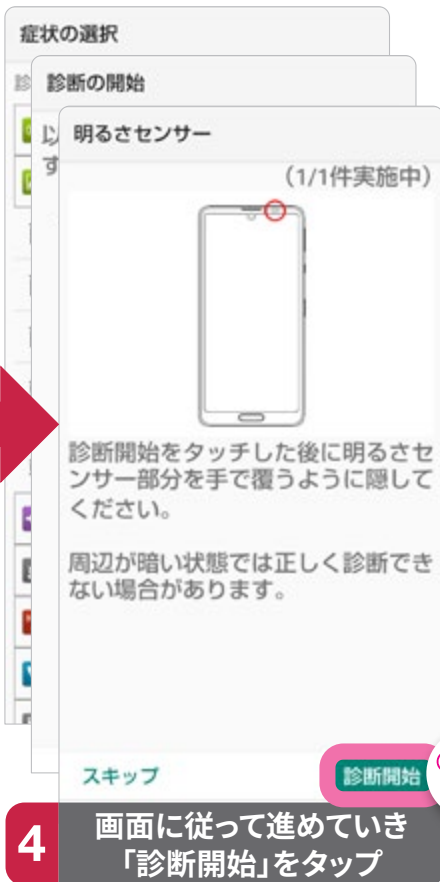 症状の選択
診
診断の開始
以
す
明るさセンサー
（1/1件実施中）
診断開始をタッチした後に明るさセ
ンサー部分を手で覆うように隠して
ください。
周辺が暗い状態では正しく診断でき
ない場合があります。
スキップ
診断開始
4
画面に従って進めていき
「診断開始」をタップ